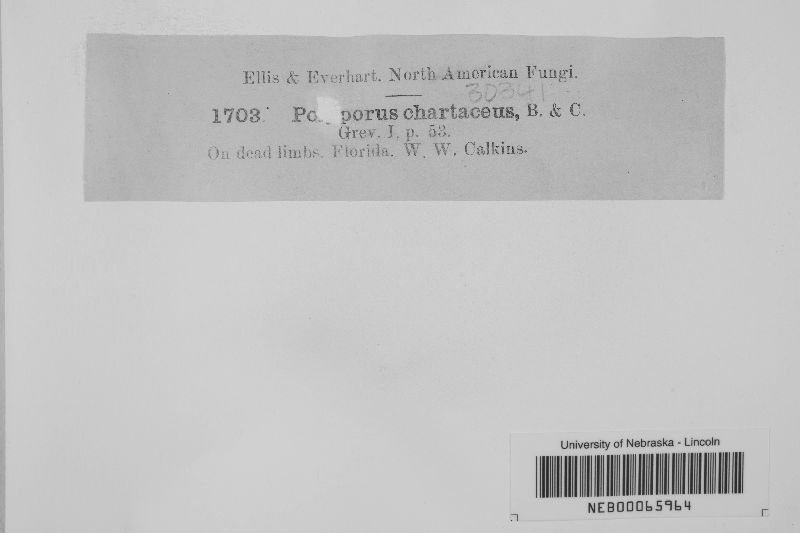 Ellis & Everhart. North American Fungi.
30341
1703. Po porus chartaceus, B. & C.
Grev. I, p. 53.
On dead limbs. Florida. W. W. Calkins.
University of Nebraska - Lincoln
NEB00065964